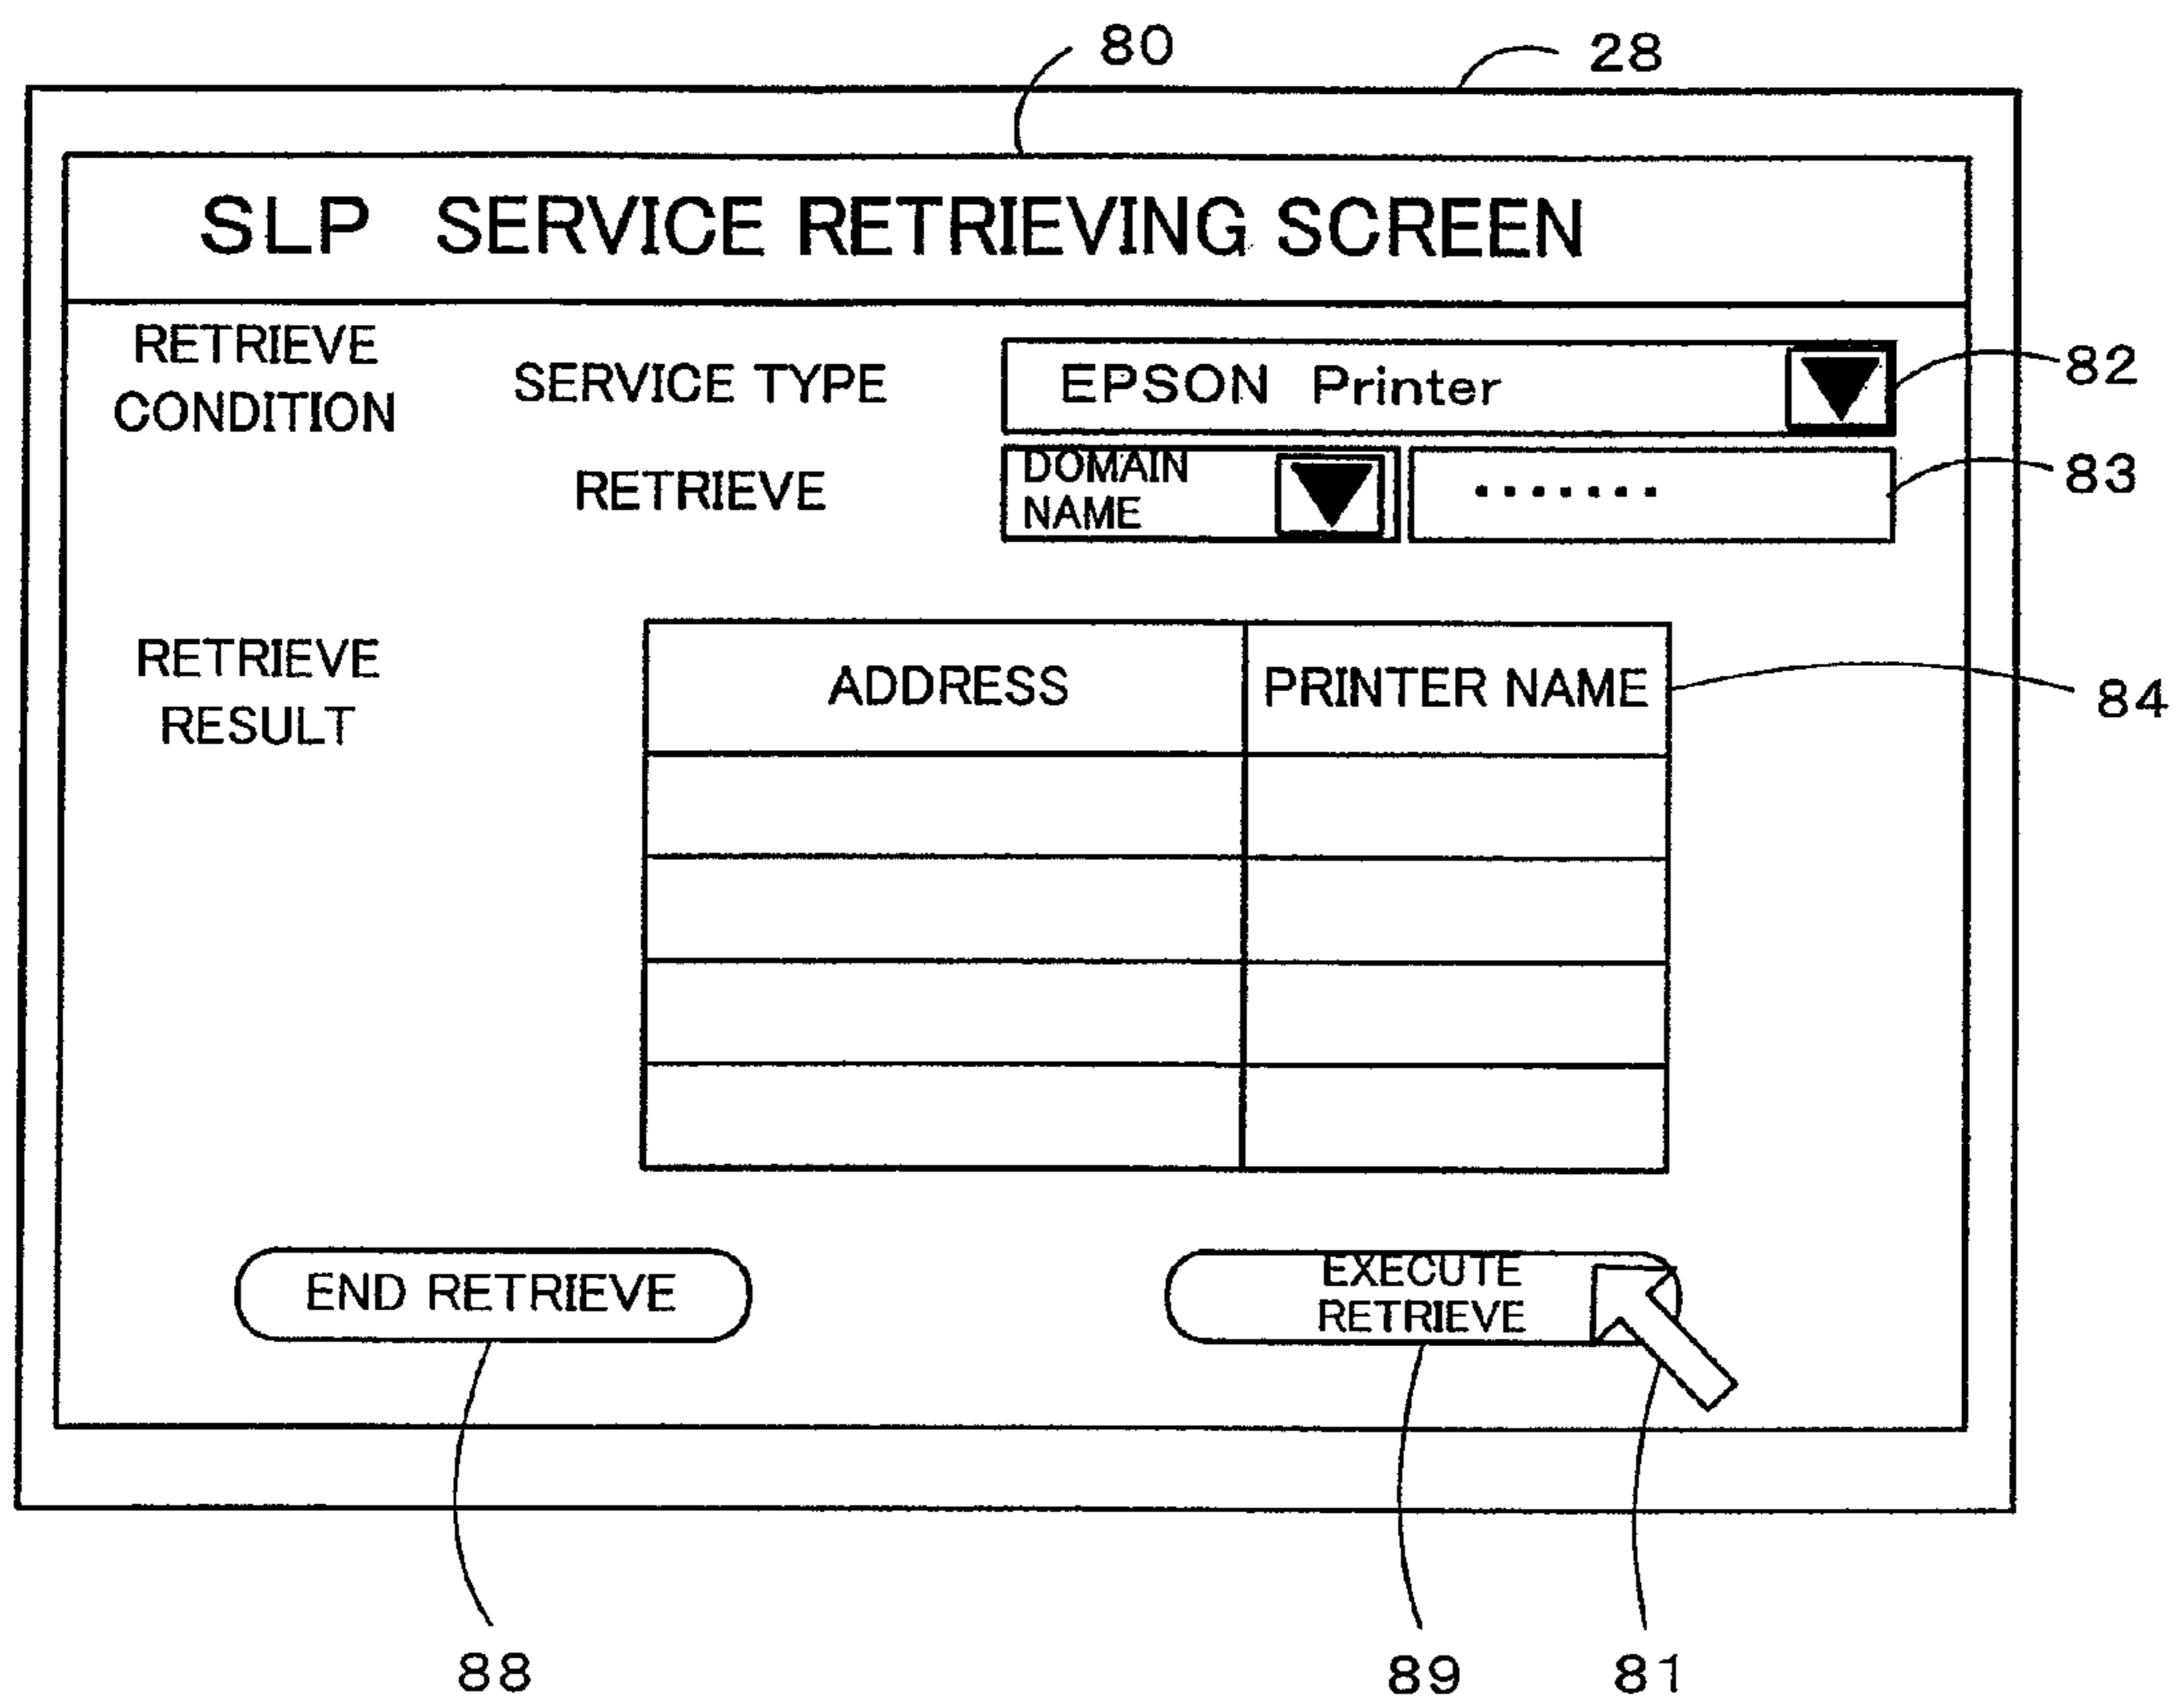 80
28
SLP SERVICE RETRIEVING SCREEN
RETRIEVE
CONDITION
SERVICE TYPE
EPSON Printer
82
RETRIEVE
DOMAIN
NAME
.......
83
RETRIEVE
RESULT
ADDRESS
PRINTER NAME
84
END RETRIEVE
EXECUTE
RETRIEVE
88
89
81